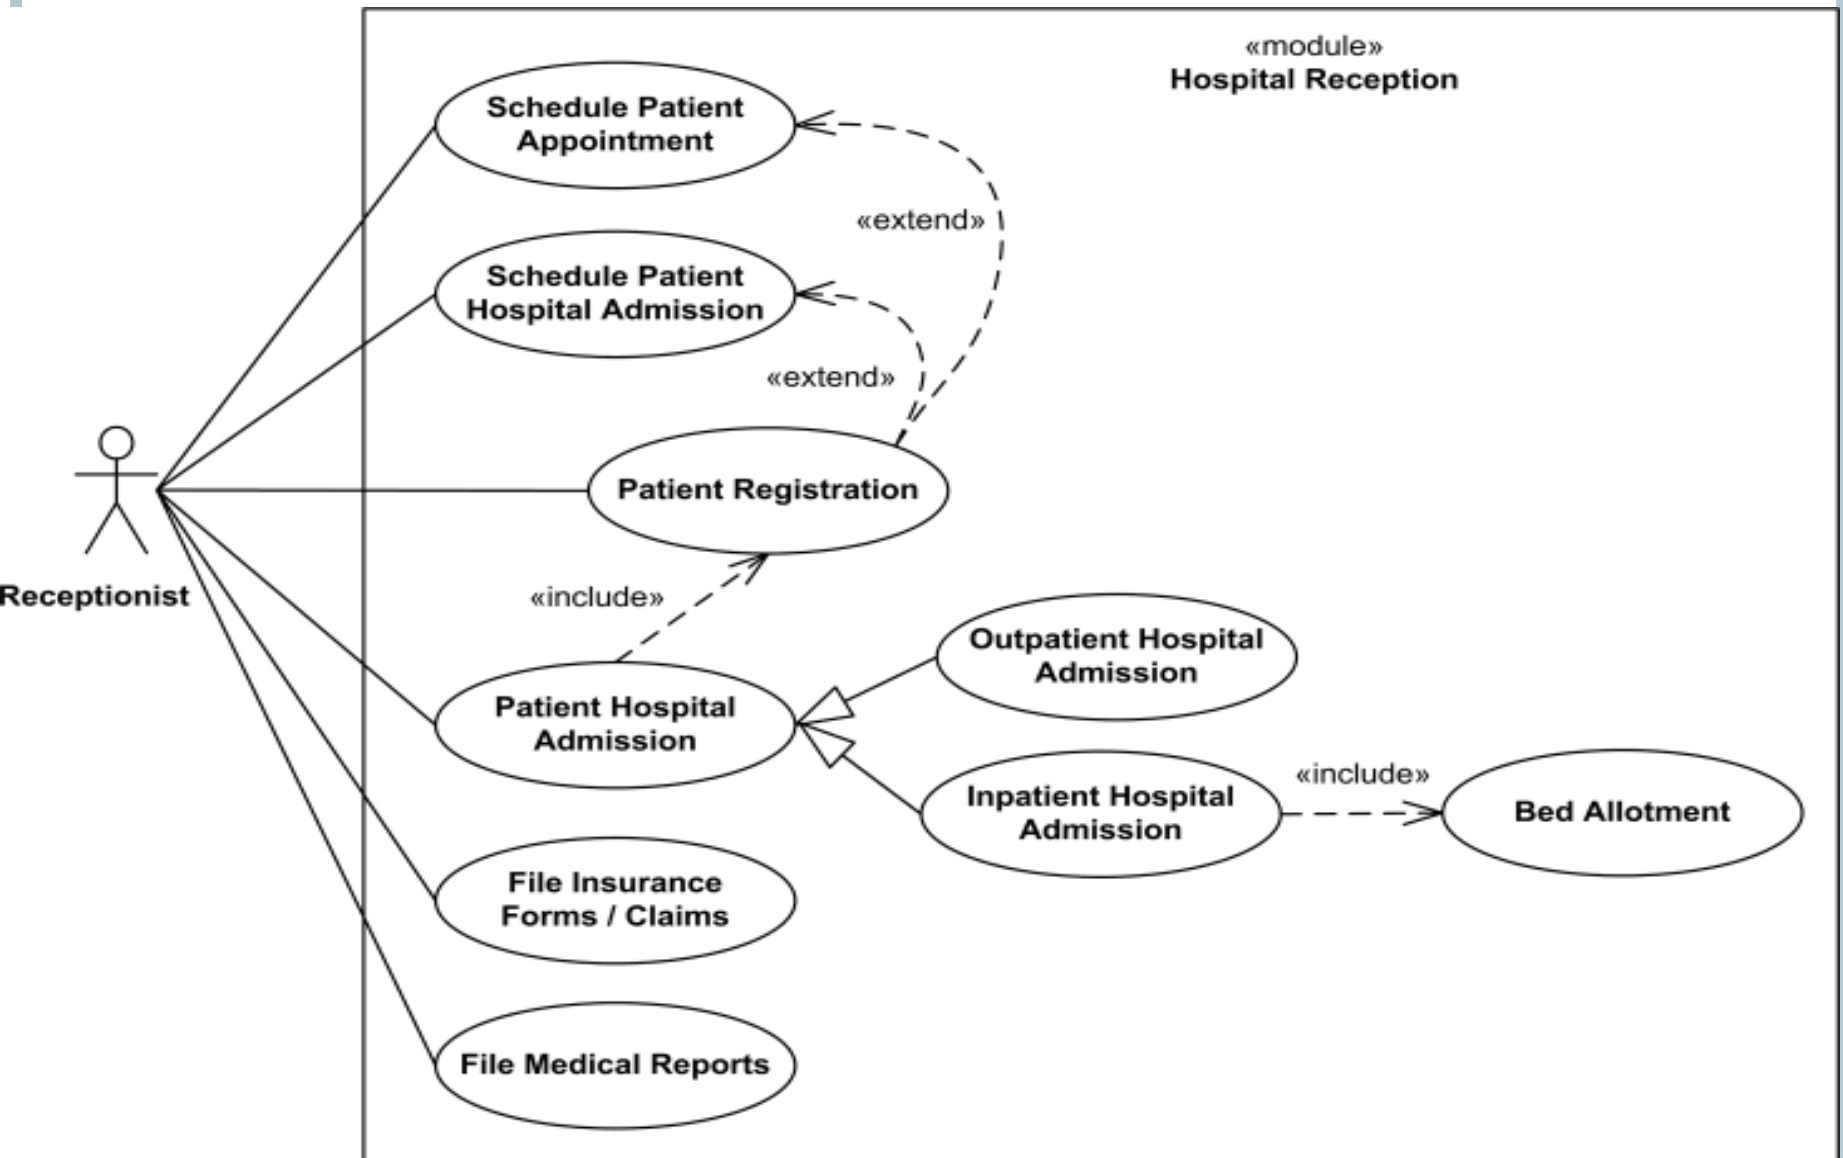 «module»
Hospital Reception
Schedule Patient
Appointment
«extend»
Schedule Patient
Hospital Admission
«extend»
Patient Registration
Receptionist
«include»
Outpatient Hospital
Admission
Patient Hospital
Admission
Inpatient Hospital
Admission
«include»
Bed Allotment
File Insurance
Forms / Claims
File Medical Reports